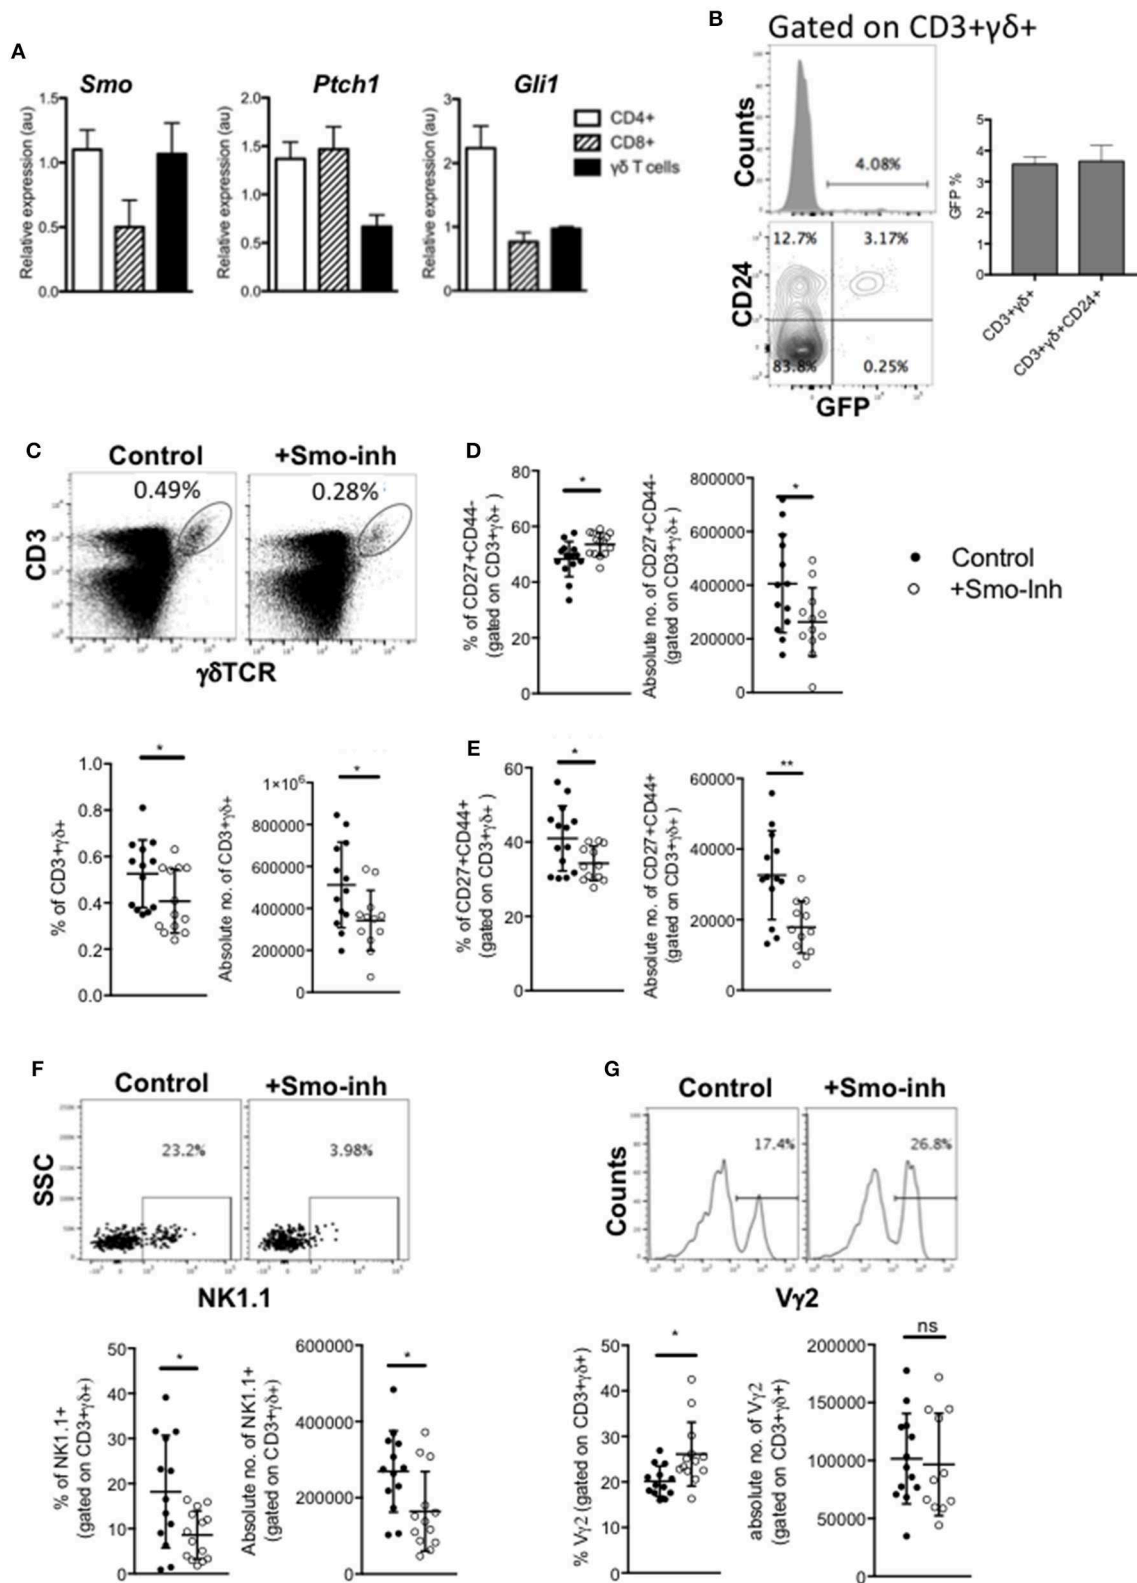 A
Smo
Ptch1
Gli1
Relative expression (au)
1.5
1.0
0.5
0.0
Relative expression (au)
2.0
1.5
1.0
0.5
0.0
Relative expression (au)
3
2
1
0
CD4+
CD8+
γδ T cells
B
Gated on CD3+γδ+
Counts
4.08%
CD24
12.7%
3.17%
83.8%
0.25%
GFP
GFP %
5
4
3
2
1
0
CD3+γδ+
CD3+γδ+CD24+
C
Control
+Smo-inh
0.49%
0.28%
CD3
γδTCR
% of CD3+γδ+
1.0
0.8
0.6
0.4
0.2
0.0
*
Absolute no. of CD3+γδ+
1×10⁶
800000
600000
400000
200000
0
*
D
% of CD27+CD44-
(gated on CD3+γδ+ )
80
60
40
20
0
*
Absolute no. of CD27+CD44-
(gated on CD3+γδ+ )
800000
600000
400000
200000
0
*
Control
+Smo-Inh
E
% of CD27+CD44+
(gated on CD3+γδ+ )
60
40
20
0
*
Absolute no. of CD27+CD44+
(gated on CD3+γδ+ )
60000
40000
20000
0
**
F
Control
+Smo-inh
SSC
23.2%
3.98%
NK1.1
% of NK1.1+
(gated on CD3+γδ+)
50
40
30
20
10
0
*
Absolute no. of NK1.1+
(gated on CD3+γδ+)
600000
400000
200000
0
*
G
Control
+Smo-inh
Counts
17.4%
26.8%
Vγ2
% Vγ2 (gated on CD3+γδ+)
50
40
30
20
10
0
*
absolute no. of Vγ2
(gated on CD3+γδ+)
200000
150000
100000
50000
0
ns